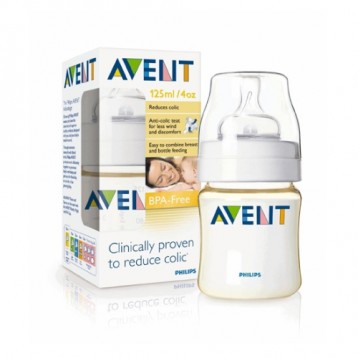 AVENT
125ml/4oz
Reduces colic
Anti-colic teat
for less wind
and discomfort
Easy to combine breast
and bottle feeding
BPA-Free
Clinically proven
to reduce colic
PHILIPS
AVENT
PHILIPS